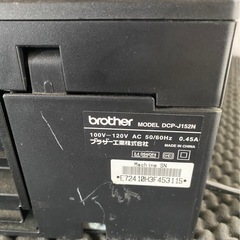 brother MODEL DCP-J152N
100V-120V AC 50/60Hz 0.45A
ブラザー工業株式会社 MADE IN CHINA
Machine SN
*E72410H3F453115*